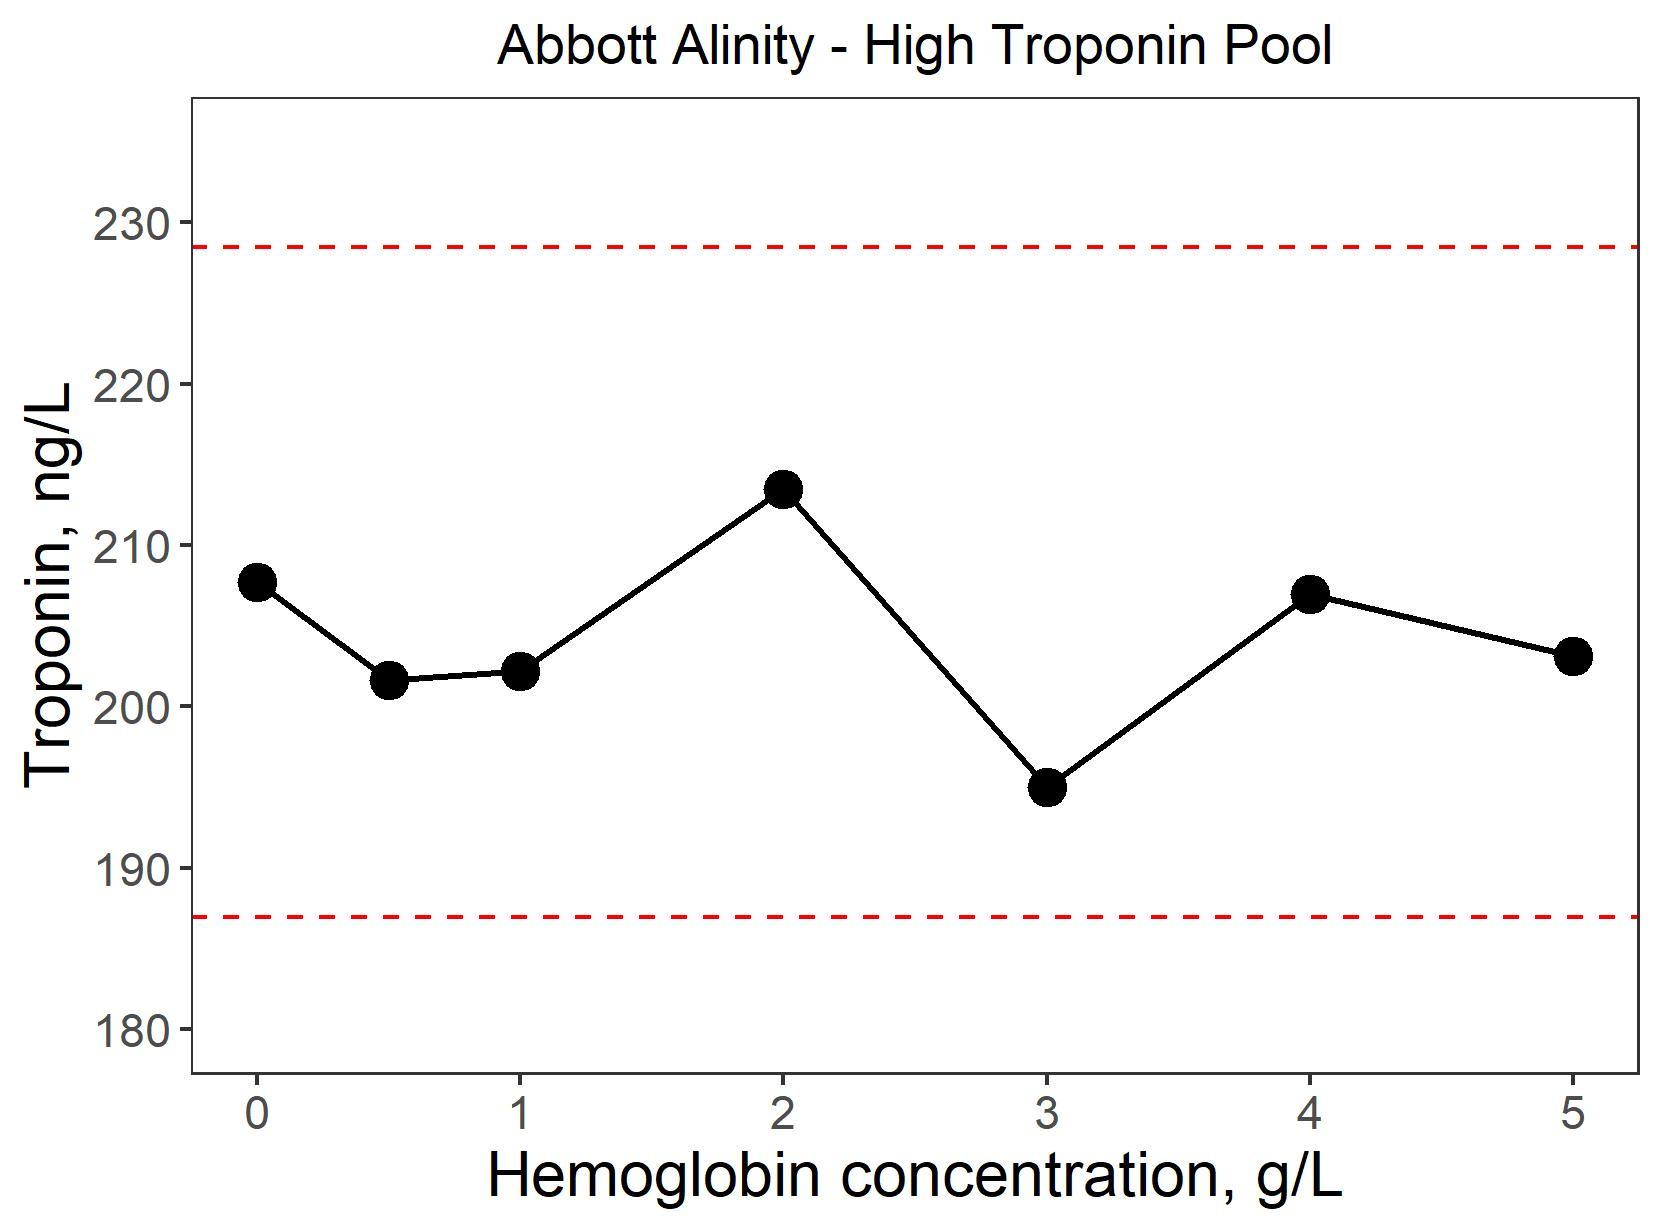 Abbott Alinity - High Troponin Pool
Troponin, ng/L
230
220
210
200
190
180
0 1 2 3 4 5
Hemoglobin concentration, g/L